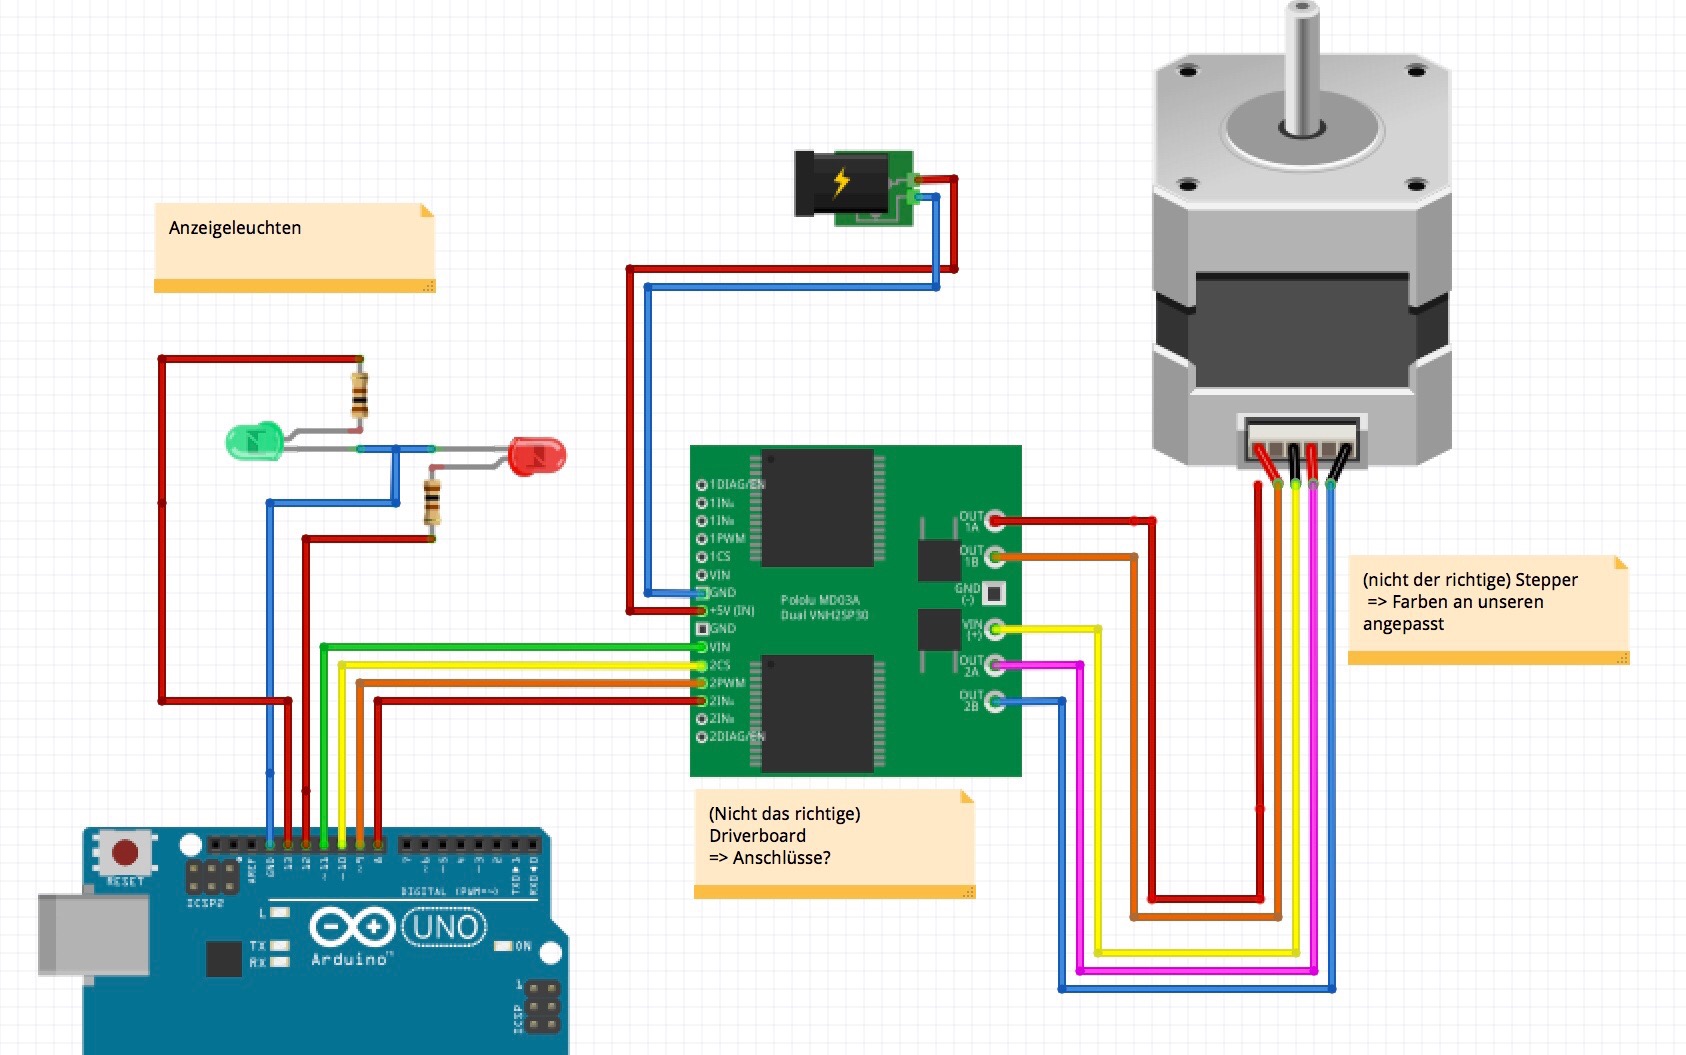 Anzeigeleuchten
1DIAG/EN
1INA
1INB
1PWM
1CS
VIN
GND
+5V (IN)
GND
VIN
2CS
2PWM
2INA
2INB
2DIAG/EN
Pololu MD03A
Dual VNH2SP30
OUT
1A
OUT
1B
GND
(-)
VIN
(+)
OUT
2A
OUT
2B
(nicht der richtige) Stepper
=> Farben an unseren
angepasst
(Nicht das richtige)
Driverboard
=> Anschlüsse?
RESET
ICSP2
AREF
GND
13
12
~11
~10
~9
8
7
~6
~5
4
~3
2
TXD▶1
RXD◀0
DIGITAL (PWM=~)
L
TX
RX
UNO
Arduino™
ON
1
ICSP